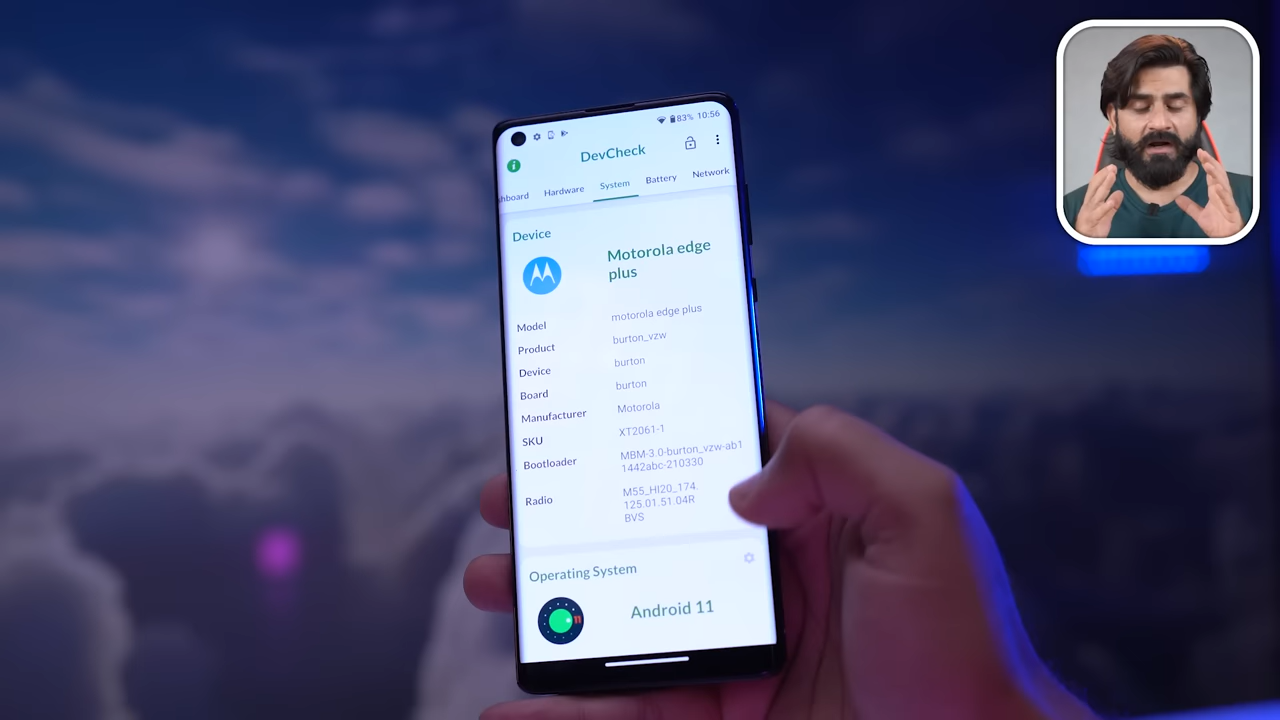 83% 10:56
DevCheck
hboard Hardware System Battery Network
Device
Motorola edge
plus
Model motorola edge plus
Product burton_vzw
Device burton
Board burton
Manufacturer Motorola
SKU XT2061-1
Bootloader MBM-3.0-burton_vzw-ab1
1442abc-210330
Radio M55_HI20_174.
125.01.51.04R
BVS
Operating System
Android 11